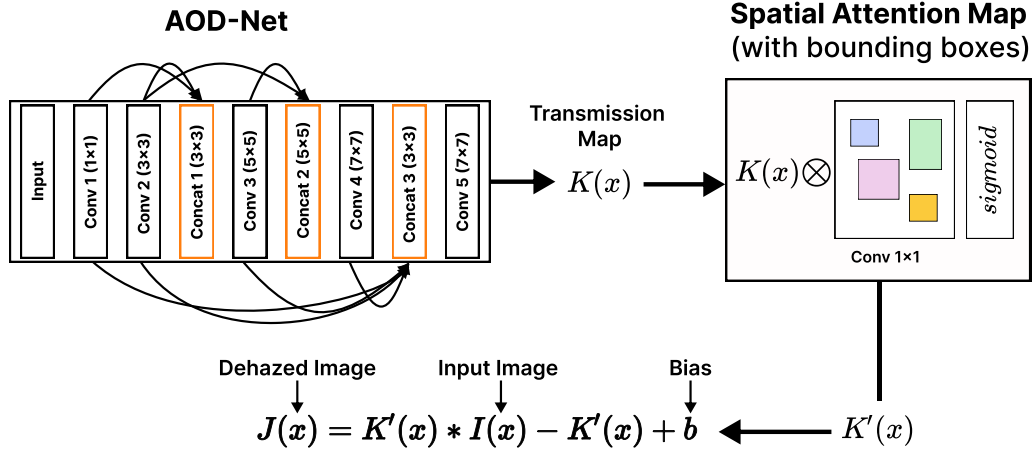 AOD-Net
Input
Conv 1 (1×1)
Conv 2 (3×3)
Concat 1 (3×3)
Conv 3 (5×5)
Concat 2 (5×5)
Conv 4 (7×7)
Concat 3 (3×3)
Conv 5 (7×7)
Transmission
Map
K(x)
Spatial Attention Map
(with bounding boxes)
K(x)⊗
sigmoid
Conv 1×1
Dehazed Image
Input Image
Bias
J(x) = K′(x) * I(x) − K′(x) + b
K′(x)